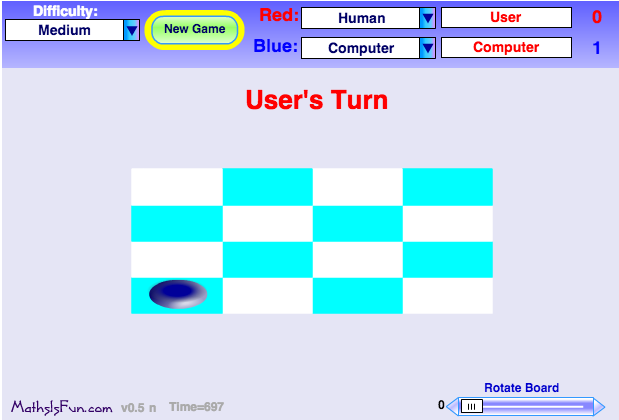 Difficulty:
Medium
New Game
Red: Human User 0
Blue: Computer Computer 1
User's Turn
Rotate Board
0
MathsIsFun.com v0.5 n Time=697